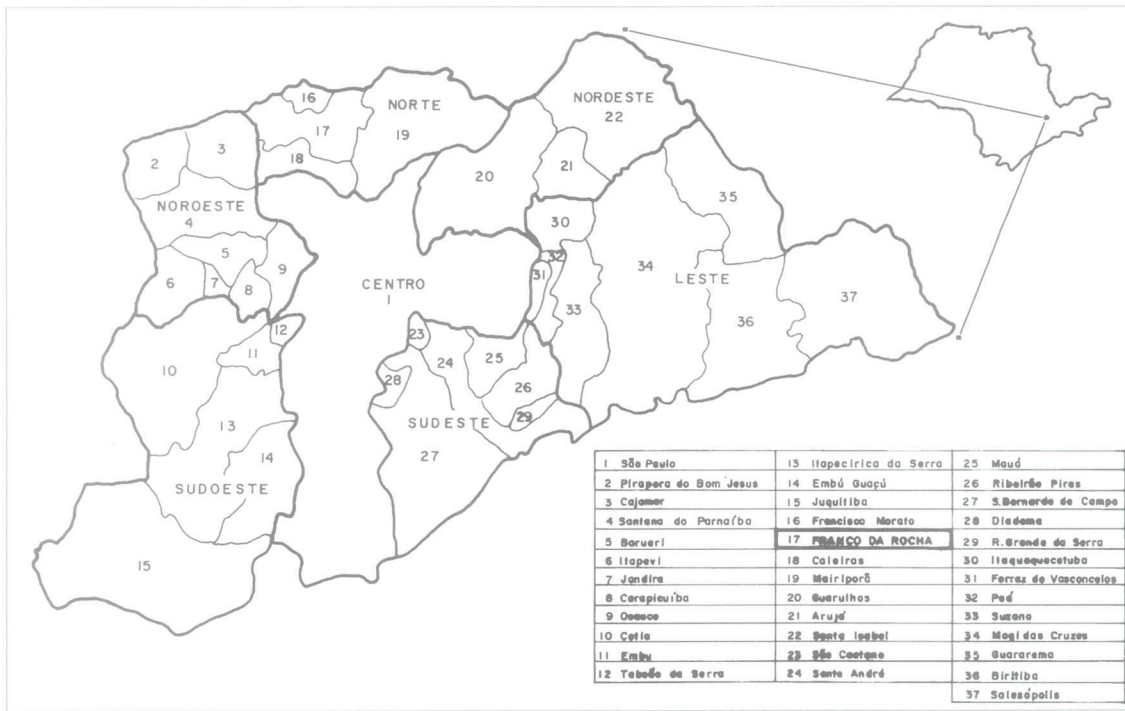 NORDESTE
22
NORTE
19
16
17
18
2
3
20
21
35
NOROESTE
4
30
5
9
32
34
6
7
8
CENTRO
1
31
LESTE
37
33
36
12
23
11
24
25
10
28
26
29
13
SUDESTE
27
14
SUDOESTE
15
1 São Paulo
2 Pirapora do Bom Jesus
3 Cajamar
4 Santana do Parnaíba
5 Barueri
6 Itapevi
7 Jandira
8 Carapicuíba
9 Osasco
10 Cotia
11 Embu
12 Taboão da Serra
13 Itapecirica da Serra
14 Embú Guaçú
15 Juquitiba
16 Francisco Morato
17 FRANCO DA ROCHA
18 Caieiras
19 Mairiporã
20 Guarulhos
21 Arujá
22 Santa Isabel
23 São Caetano
24 Santo André
25 Mauá
26 Ribeirão Pires
27 S.Bernardo de Campo
28 Diadema
29 R.Grande da Serra
30 Itaquaquecetuba
31 Ferraz de Vasconcelos
32 Poá
33 Suzano
34 Mogi das Cruzes
35 Guararema
36 Biritiba
37 Salesópolis